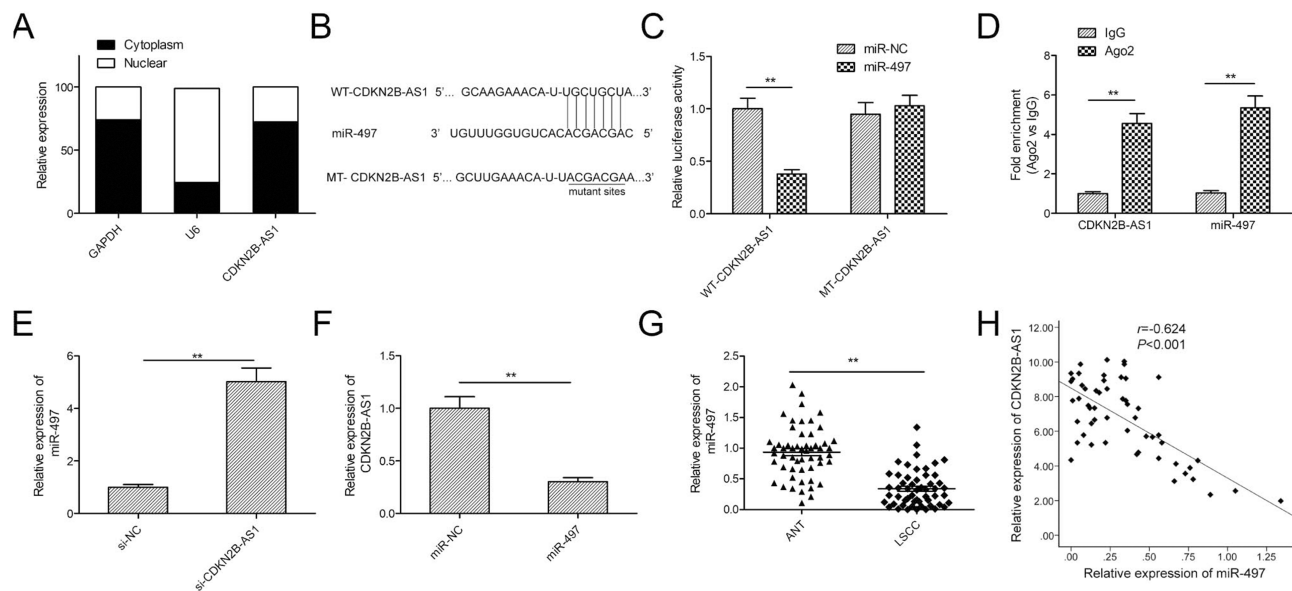 A
Cytoplasm
Nuclear
Relative expression
100
50
0
GAPDH
U6
CDKN2B-AS1
B
WT-CDKN2B-AS1 5’... GCAAGAAACA-U-UUGCUGCUA...3’
miR-497 3’ UGUUUGGUGUCACACGACGAC 5’
MT- CDKN2B-AS1 5’... GCUUGAAACA-U-UUACGACGAA...3’
mutant sites
C
miR-NC
miR-497
Relative luciferase activity
1.5
1.0
0.5
0.0
**
WT-CDKN2B-AS1
MT-CDKN2B-AS1
D
IgG
Ago2
Fold enrichment
(Ago2 vs IgG)
8
6
4
2
0
**
**
CDKN2B-AS1
miR-497
E
Relative expression of
miR-497
6
4
2
0
**
si-NC
si-CDKN2B-AS1
F
Relative expression of
CDKN2B-AS1
1.5
1.0
0.5
0.0
**
miR-NC
miR-497
G
Relative expression of
miR-497
2.5
2.0
1.5
1.0
0.5
0.0
**
ANT
LSCC
H
r=-0.624
P<0.001
Relative expression of CDKN2B-AS1
12.00
10.00
8.00
6.00
4.00
2.00
.00
.00 .25 .50 .75 1.00 1.25
Relative expression of miR-497